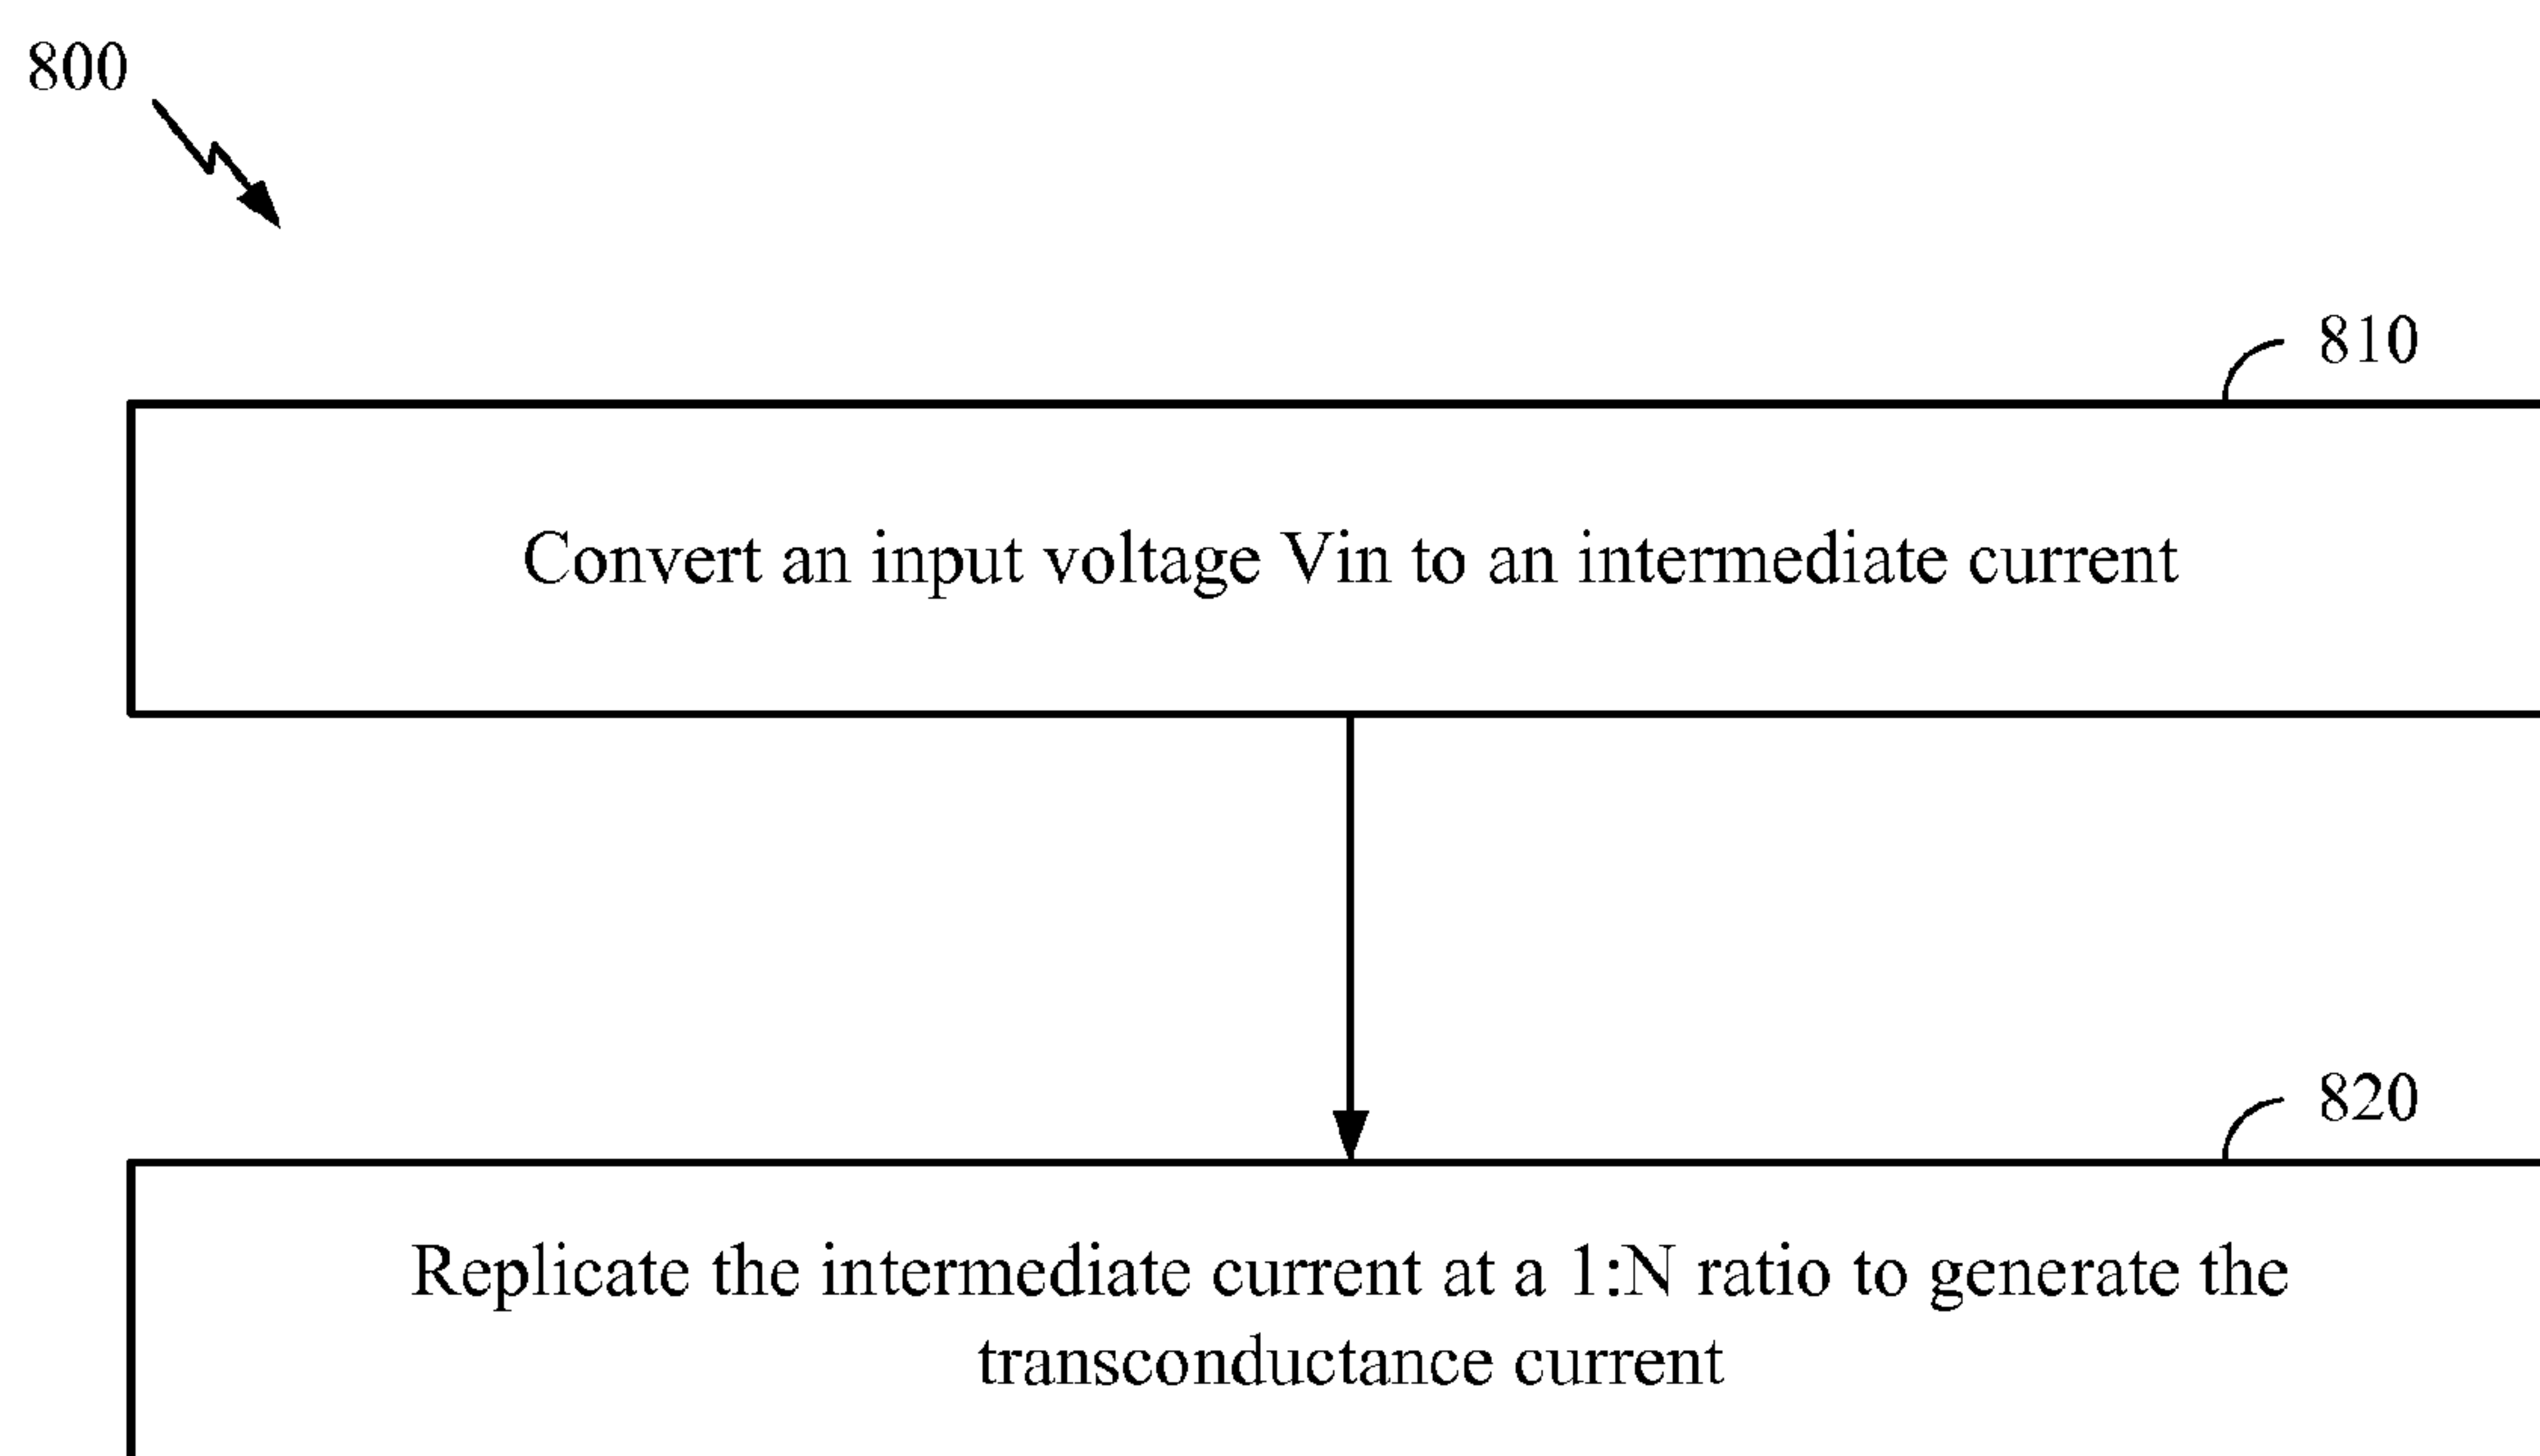 800
810
Convert an input voltage Vin to an intermediate current
820
Replicate the intermediate current at a 1:N ratio to generate the
transconductance current